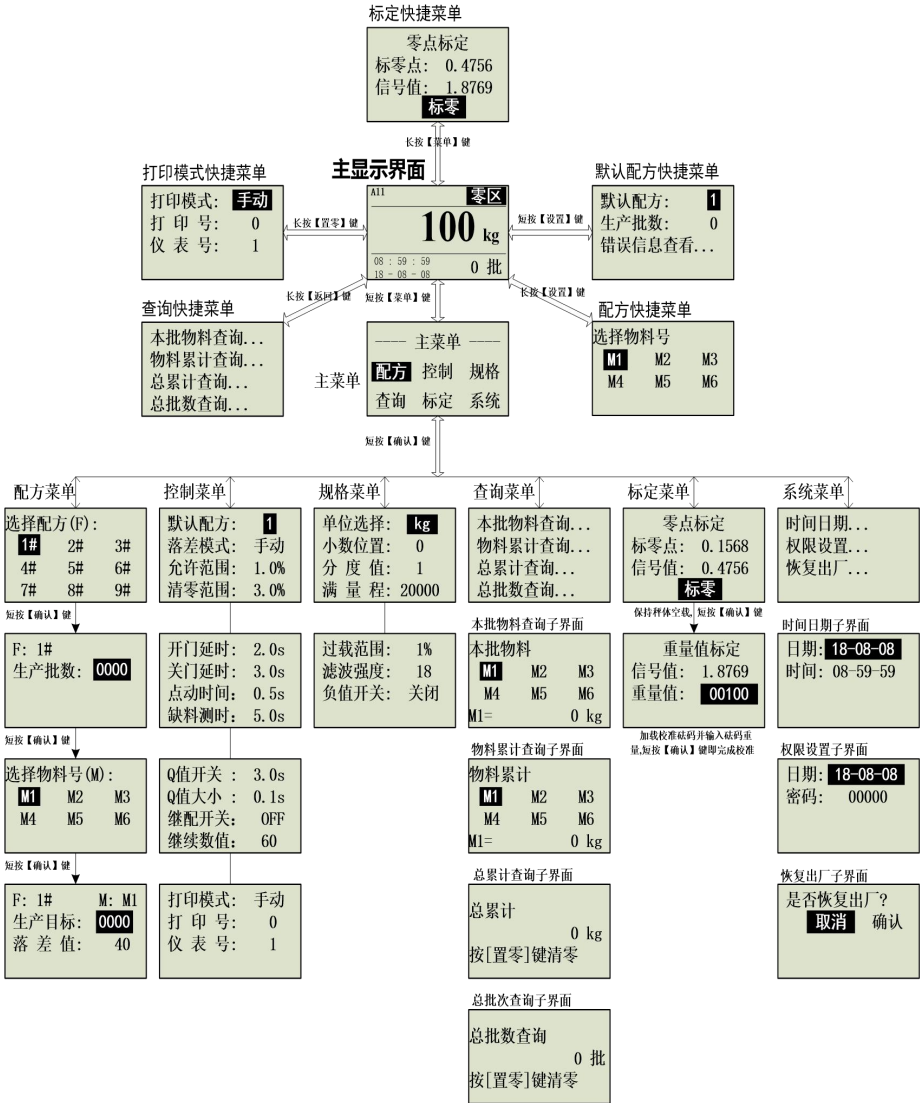 标定快捷菜单
零点标定
标零点: 0.4756
信号值: 1.8769
标零
长按【菜单】键
打印模式快捷菜单
打印模式: 手动
打 印 号: 0
仪 表 号: 1
长按【置零】键
主显示界面
A11 零区
100 kg
08 : 59 : 59
18 - 08 - 08
0 批
短按【设置】键
默认配方快捷菜单
默认配方: 1
生产批数: 0
错误信息查看...
查询快捷菜单
本批物料查询...
物料累计查询...
总累计查询...
总批数查询...
长按【返回】键
短按【菜单】键
长按【设置】键
配方快捷菜单
选择物料号
M1 M2 M3
M4 M5 M6
主菜单
---- 主菜单 ----
配方 控制 规格
查询 标定 系统
短按【确认】键
配方菜单
选择配方(F):
1# 2# 3#
4# 5# 6#
7# 8# 9#
短按【确认】键
F: 1#
生产批数: 0000
短按【确认】键
选择物料号(M):
M1 M2 M3
M4 M5 M6
短按【确认】键
F: 1# M: M1
生产目标: 0000
落 差 值: 40
控制菜单
默认配方: 1
落差模式: 手动
允许范围: 1.0%
清零范围: 3.0%
开门延时: 2.0s
关门延时: 3.0s
点动时间: 0.5s
缺料测时: 5.0s
Q值开关 : 3.0s
Q值大小 : 0.1s
继配开关: OFF
继续数值: 60
打印模式: 手动
打 印 号: 0
仪 表 号: 1
规格菜单
单位选择: kg
小数位置: 0
分 度 值: 1
满 量 程: 20000
过载范围: 1%
滤波强度: 18
负值开关: 关闭
查询菜单
本批物料查询...
物料累计查询...
总累计查询...
总批数查询...
本批物料查询子界面
本批物料
M1 M2 M3
M4 M5 M6
M1= 0 kg
物料累计查询子界面
物料累计
M1 M2 M3
M4 M5 M6
M1= 0 kg
总累计查询子界面
总累计
0 kg
按[置零]键清零
总批次查询子界面
总批数查询
0 批
按[置零]键清零
标定菜单
零点标定
标零点: 0.1568
信号值: 0.4756
标零
保持秤体空载, 短按【确认】键
重量值标定
信号值: 1.8769
重量值: 00100
加载校准砝码并输入砝码重
量,短按【确认】键即完成校准
系统菜单
时间日期...
权限设置...
恢复出厂...
时间日期子界面
日期: 18-08-08
时间: 08-59-59
权限设置子界面
日期: 18-08-08
密码: 00000
恢复出厂子界面
是否恢复出厂?
取消 确认